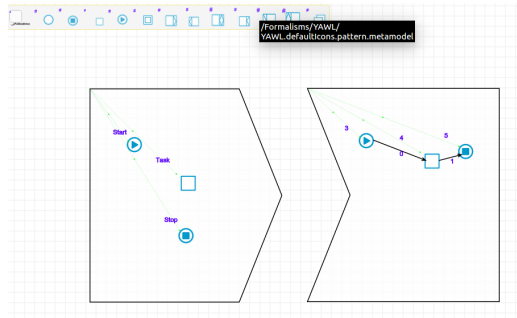 /Formalisms/YAWL/
YAWL.defaultIcons.pattern.metamodel
Start
Task
Stop
3
4
5
0
1